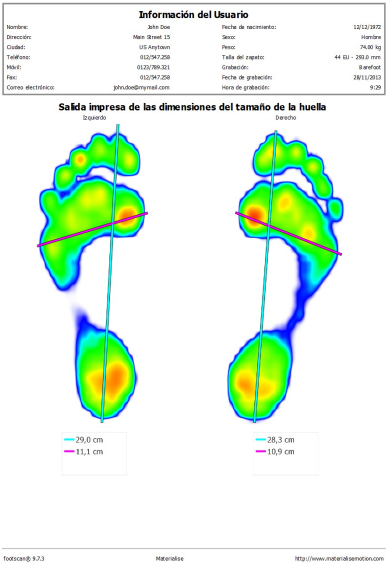 Información del Usuario
Nombre: John Doe Fecha de nacimiento: 12/12/1972
Dirección: Main Street 15 Sexo: Hombre
Ciudad: US Anytown Peso: 74.00 kg
Teléfono: 012/547.258 Talla del zapato: 44 EU - 293.0 mm
Móvil: 0123/789.321 Grabación: Barefoot
Fax: 012/547.258 Fecha de grabación: 28/11/2013
Correo electrónico: john.doe@mymail.com Hora de grabación: 9:29
Salida impresa de las dimensiones del tamaño de la huella
Izquierdo Derecho
29,0 cm 28,3 cm
11,1 cm 10,9 cm
footscan® 9.7.3 Materialise http://www.materialisemotion.com